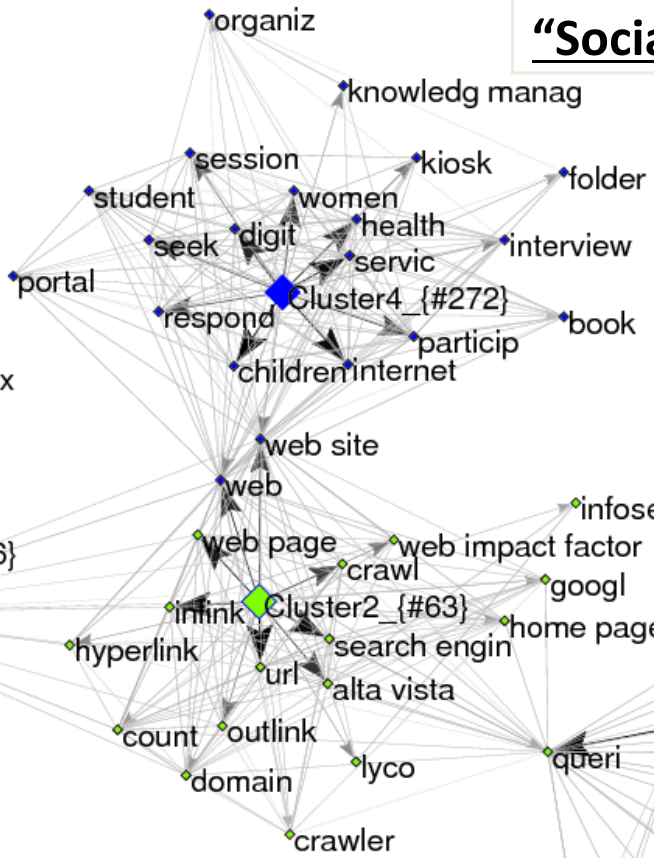 organiz
“Socia
knowledg manag
session
kiosk
folder
student
women
health
digit
seek
interview
servic
portal
Cluster4_{#272}
respond
book
particip
children
internet
x
web site
web
infose
web page
web impact factor
6}
crawl
googl
inlink
Cluster2_{#63}
home page
search engin
hyperlink
url
alta vista
count
outlink
queri
lyco
domain
crawler